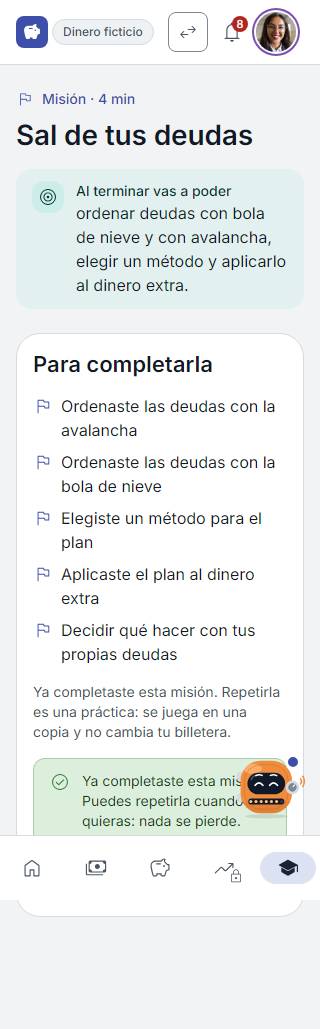 Dinero ficticio
8
Misión · 4 min
Sal de tus deudas
Al terminar vas a poder
ordenar deudas con bola
de nieve y con avalancha,
elegir un método y aplicarlo
al dinero extra.
Para completarla
Ordenaste las deudas con la
avalancha
Ordenaste las deudas con la
bola de nieve
Elegiste un método para el
plan
Aplicaste el plan al dinero
extra
Decidir qué hacer con tus
propias deudas
Ya completaste esta misión. Repetirla
es una práctica: se juega en una
copia y no cambia tu billetera.
Ya completaste esta
Puedes repetirla cuando
quieras: nada se pierde.